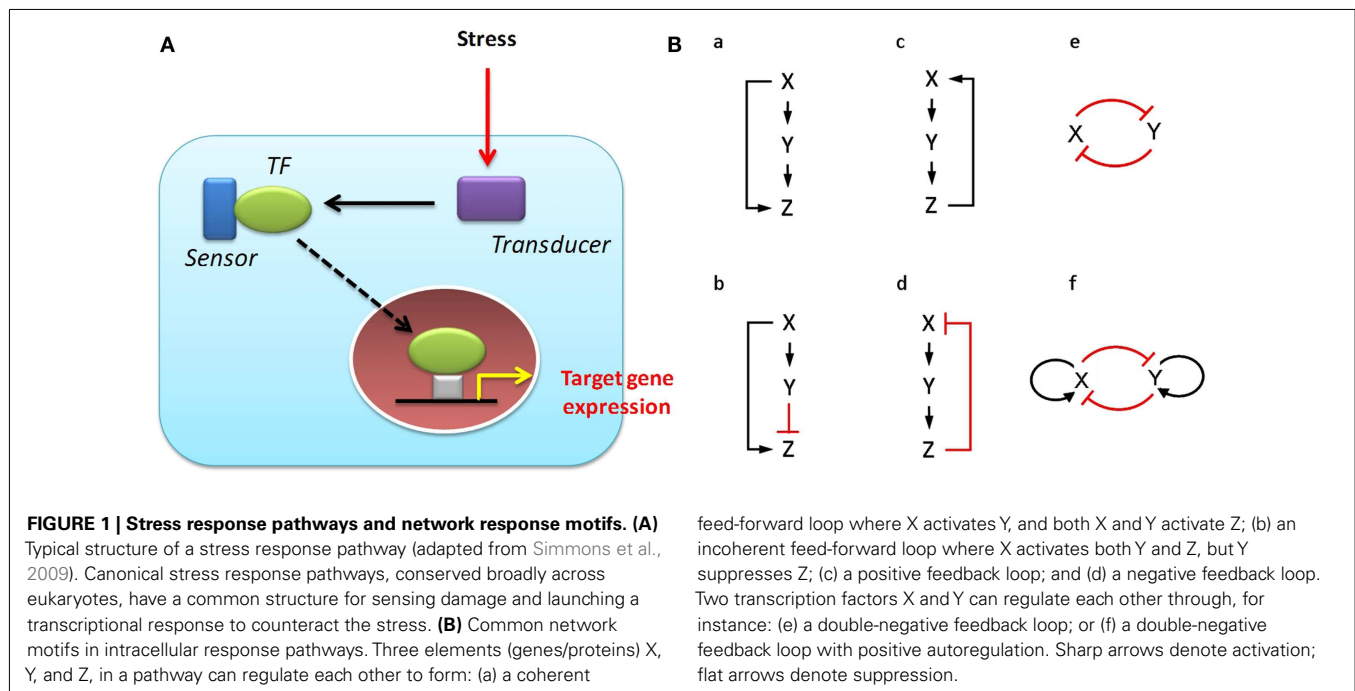 A
Stress
TF
Sensor
Transducer
Target gene
expression
B
a
X
Y
Z
c
X
Y
Z
e
X
Y
b
X
Y
Z
d
X
Y
Z
f
X
Y
FIGURE 1 | Stress response pathways and network response motifs. (A)
Typical structure of a stress response pathway (adapted from Simmons et al.,
2009). Canonical stress response pathways, conserved broadly across
eukaryotes, have a common structure for sensing damage and launching a
transcriptional response to counteract the stress. (B) Common network
motifs in intracellular response pathways. Three elements (genes/proteins) X,
Y, and Z, in a pathway can regulate each other to form: (a) a coherent
feed-forward loop where X activates Y, and both X and Y activate Z; (b) an
incoherent feed-forward loop where X activates both Y and Z, but Y
suppresses Z; (c) a positive feedback loop; and (d) a negative feedback loop.
Two transcription factors X and Y can regulate each other through, for
instance: (e) a double-negative feedback loop; or (f) a double-negative
feedback loop with positive autoregulation. Sharp arrows denote activation;
flat arrows denote suppression.